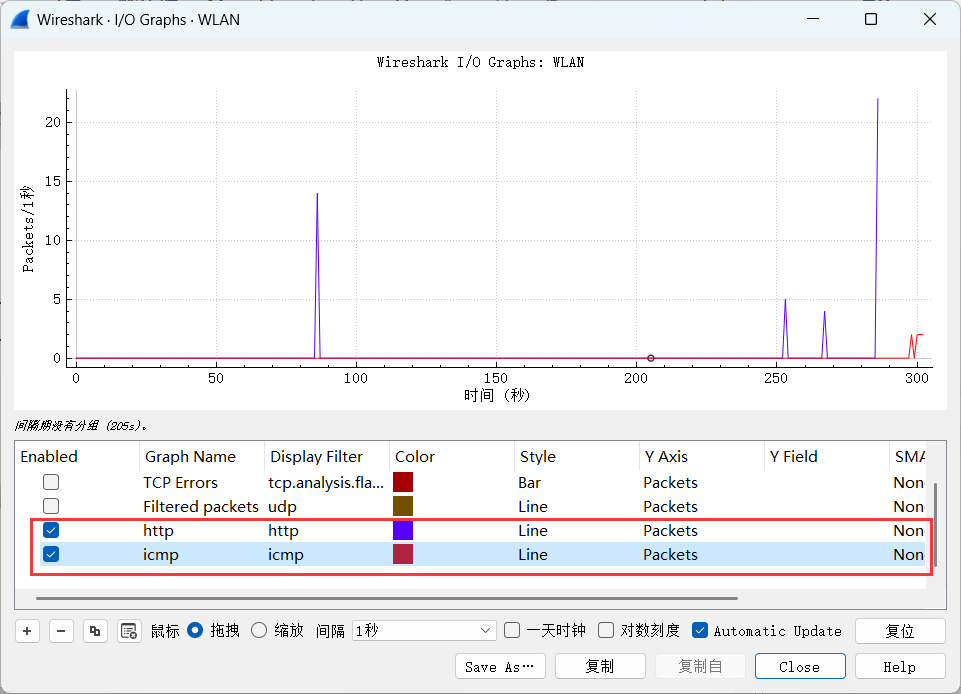 Wireshark · I/O Graphs · WLAN
Wireshark I/O Graphs: WLAN
Packets/1秒
20
15
10
5
0
0 50 100 150 200 250 300
时间 (秒)
间隔期没有分组 (205s)。
Enabled Graph Name Display Filter Color Style Y Axis Y Field SMA
TCP Errors tcp.analysis.fla... Bar Packets Non
Filtered packets udp Line Packets Non
http http Line Packets Non
icmp icmp Line Packets Non
+ − 鼠标 拖拽 缩放 间隔 1秒 一天时钟 对数刻度 Automatic Update 复位
Save As… 复制 复制自 Close Help